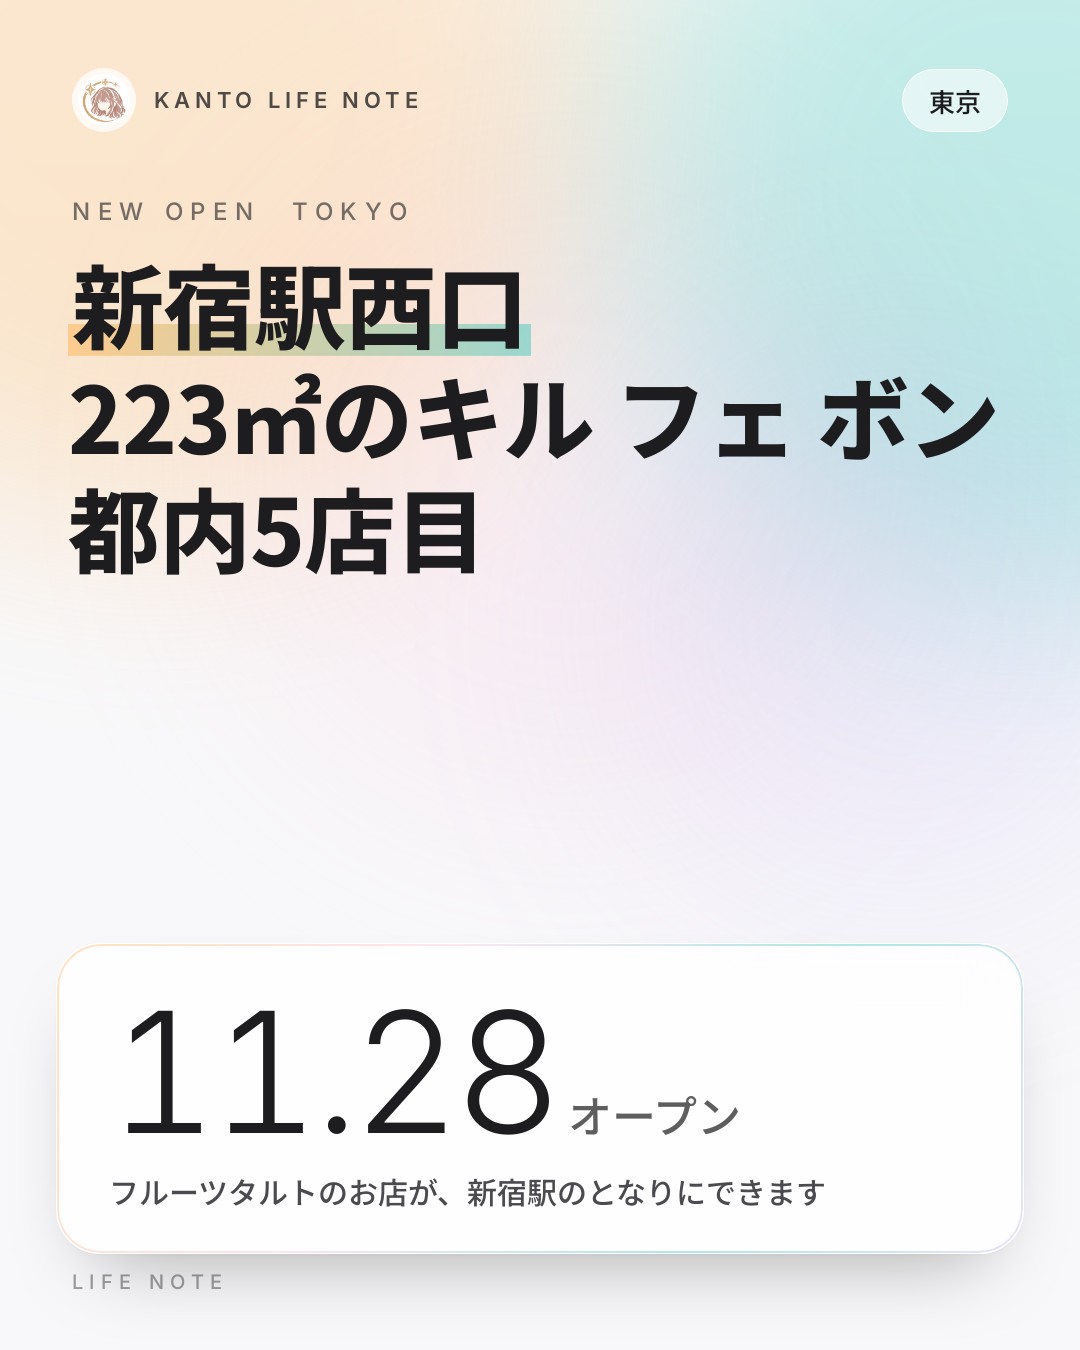 KANTO LIFE NOTE
東京
NEW OPEN TOKYO
新宿駅西口
223㎡のキル フェ ボン
都内5店目
11.28 オープン
フルーツタルトのお店が、新宿駅のとなりにできます
LIFE NOTE